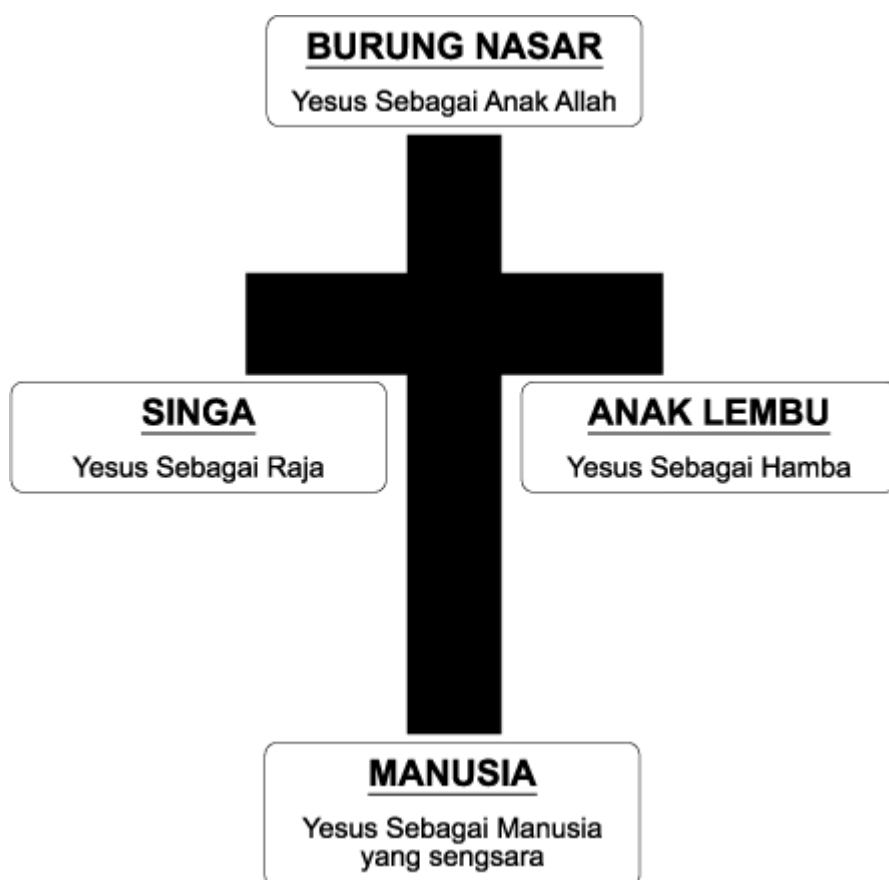 BURUNG NASAR
Yesus Sebagai Anak Allah
SINGA
Yesus Sebagai Raja
ANAK LEMBU
Yesus Sebagai Hamba
MANUSIA
Yesus Sebagai Manusia
yang sengsara